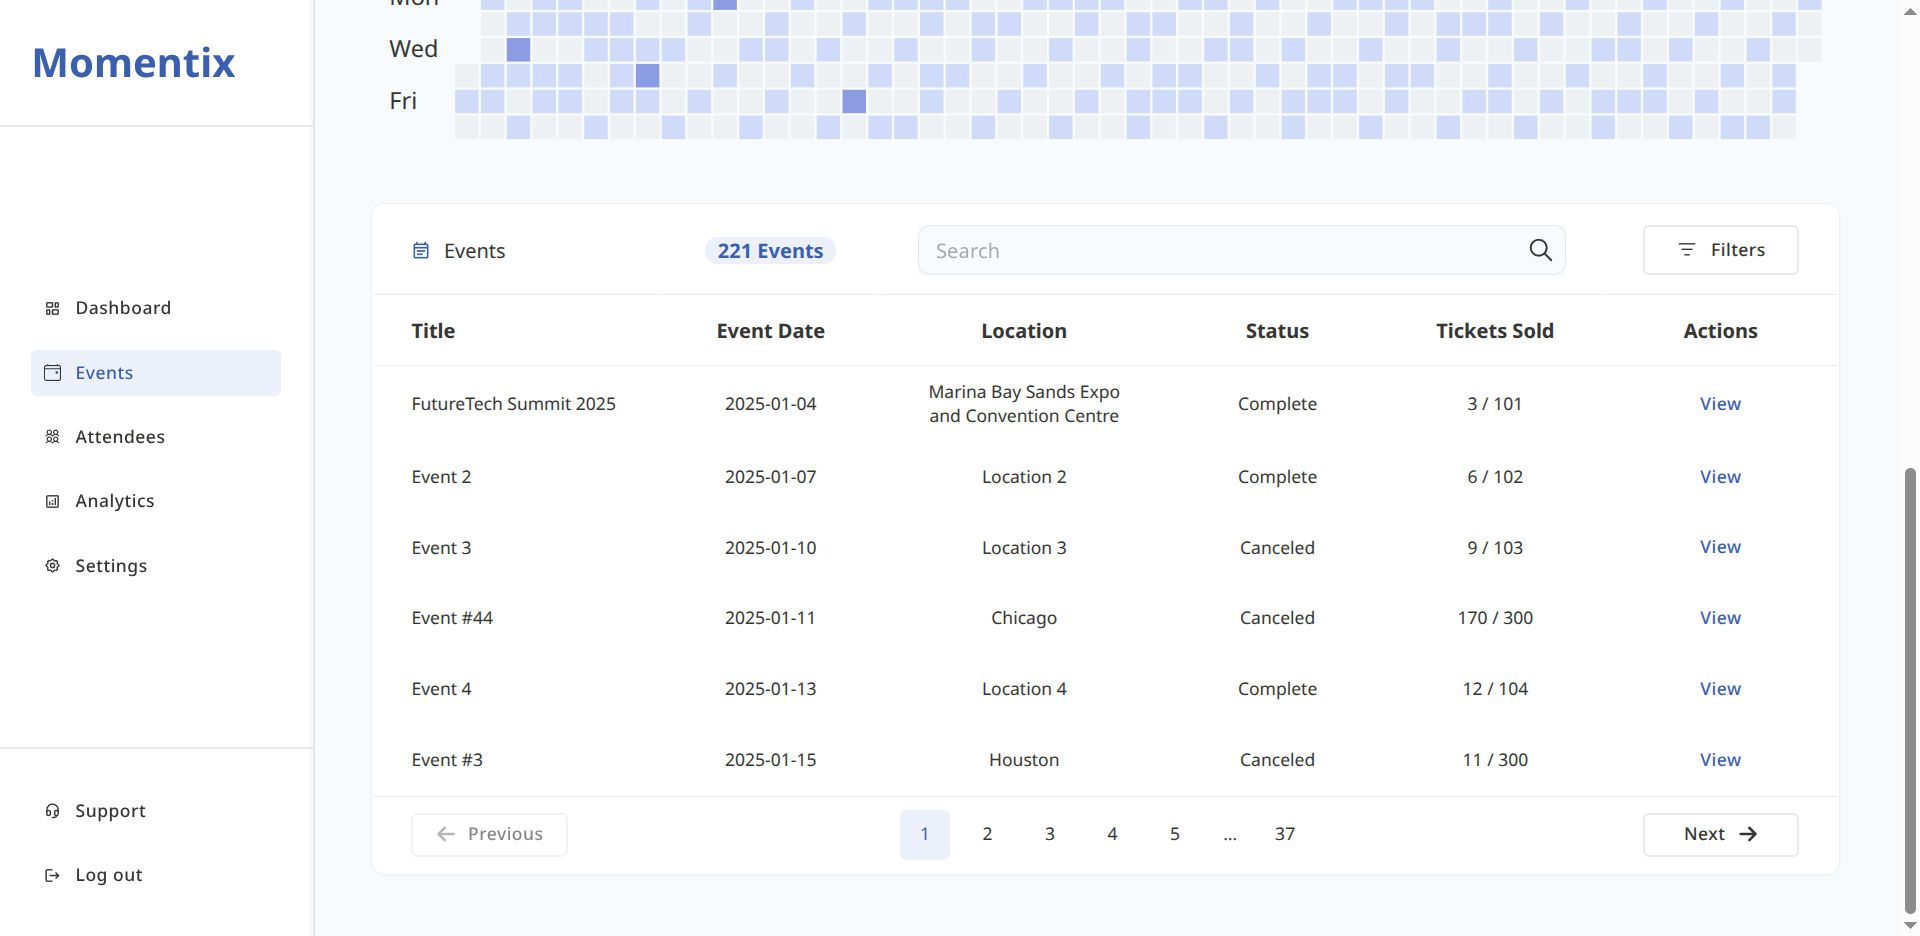 Momentix
Dashboard
Events
Attendees
Analytics
Settings
Support
Log out
Mon
Wed
Fri
Events
221 Events
Search
Filters
Title Event Date Location Status Tickets Sold Actions
FutureTech Summit 2025 2025-01-04 Marina Bay Sands Expo
and Convention Centre Complete 3 / 101 View
Event 2 2025-01-07 Location 2 Complete 6 / 102 View
Event 3 2025-01-10 Location 3 Canceled 9 / 103 View
Event #44 2025-01-11 Chicago Canceled 170 / 300 View
Event 4 2025-01-13 Location 4 Complete 12 / 104 View
Event #3 2025-01-15 Houston Canceled 11 / 300 View
Previous 1 2 3 4 5 ... 37 Next